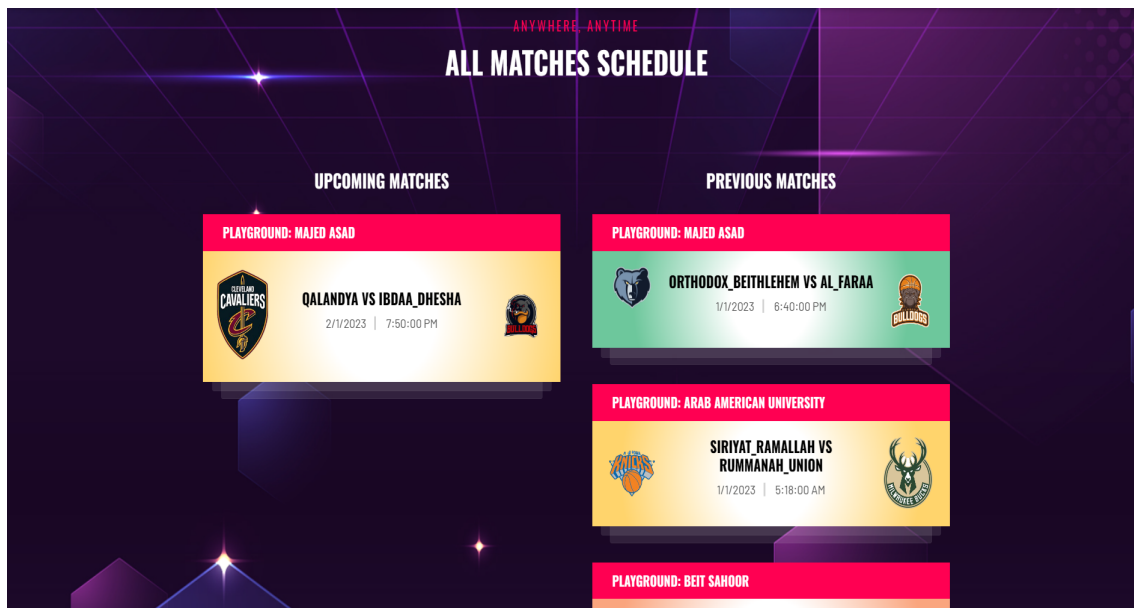 ANYWHERE, ANYTIME
ALL MATCHES SCHEDULE
UPCOMING MATCHES
PLAYGROUND: MAJED ASAD
CLEVELAND
CAVALIERS
QALANDYA VS IBDAA_DHESHA
2/1/2023 | 7:50:00 PM
BULLDOGS
PREVIOUS MATCHES
PLAYGROUND: MAJED ASAD
ORTHODOX_BEITHLEHEM VS AL_FARAA
1/1/2023 | 6:40:00 PM
BULLDOGS
PLAYGROUND: ARAB AMERICAN UNIVERSITY
KNICKS
SIRIYAT_RAMALLAH VS
RUMMANAH_UNION
1/1/2023 | 5:18:00 AM
MILWAUKEE BUCKS
PLAYGROUND: BEIT SAHOOR